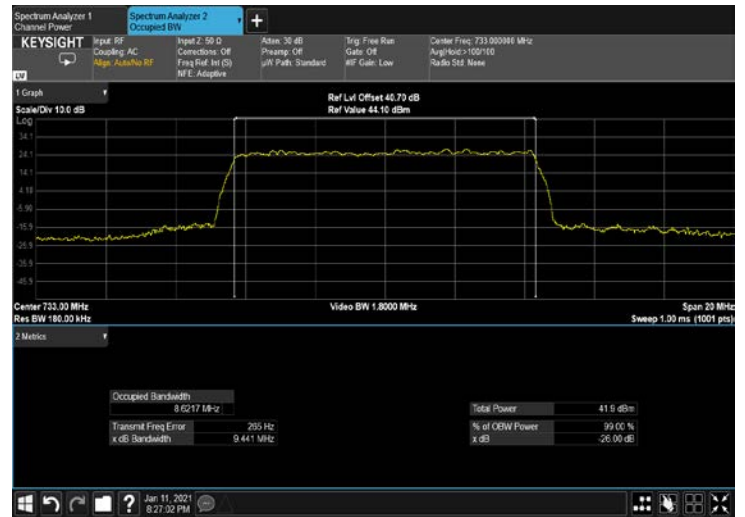 Spectrum Analyzer 1
Channel Power
Spectrum Analyzer 2
Occupied BW
+
KEYSIGHT
Input: RF
Coupling: AC
Align: Auto/No RF
Input Z: 50 Ω
Corrections: Off
Freq Ref: Int (S)
NFE: Adaptive
Atten: 30 dB
Preamp: Off
µW Path: Standard
Trig: Free Run
Gate: Off
#IF Gain: Low
Center Freq: 733.000000 MHz
Avg|Hold:>100/100
Radio Std: None
1 Graph
Scale/Div 10.0 dB
Ref Lvl Offset 40.70 dB
Ref Value 44.10 dBm
Log
34.1
24.1
14.1
4.10
-5.90
-15.9
-25.9
-35.9
-45.9
Center 733.00 MHz
Res BW 180.00 kHz
Video BW 1.8000 MHz
Span 20 MHz
Sweep 1.00 ms (1001 pts)
2 Metrics
Occupied Bandwidth
8.6217 MHz
Transmit Freq Error 265 Hz
x dB Bandwidth 9.441 MHz
Total Power 41.9 dBm
% of OBW Power 99.00 %
x dB -26.00 dB
?
Jan 11, 2021
8:27:02 PM